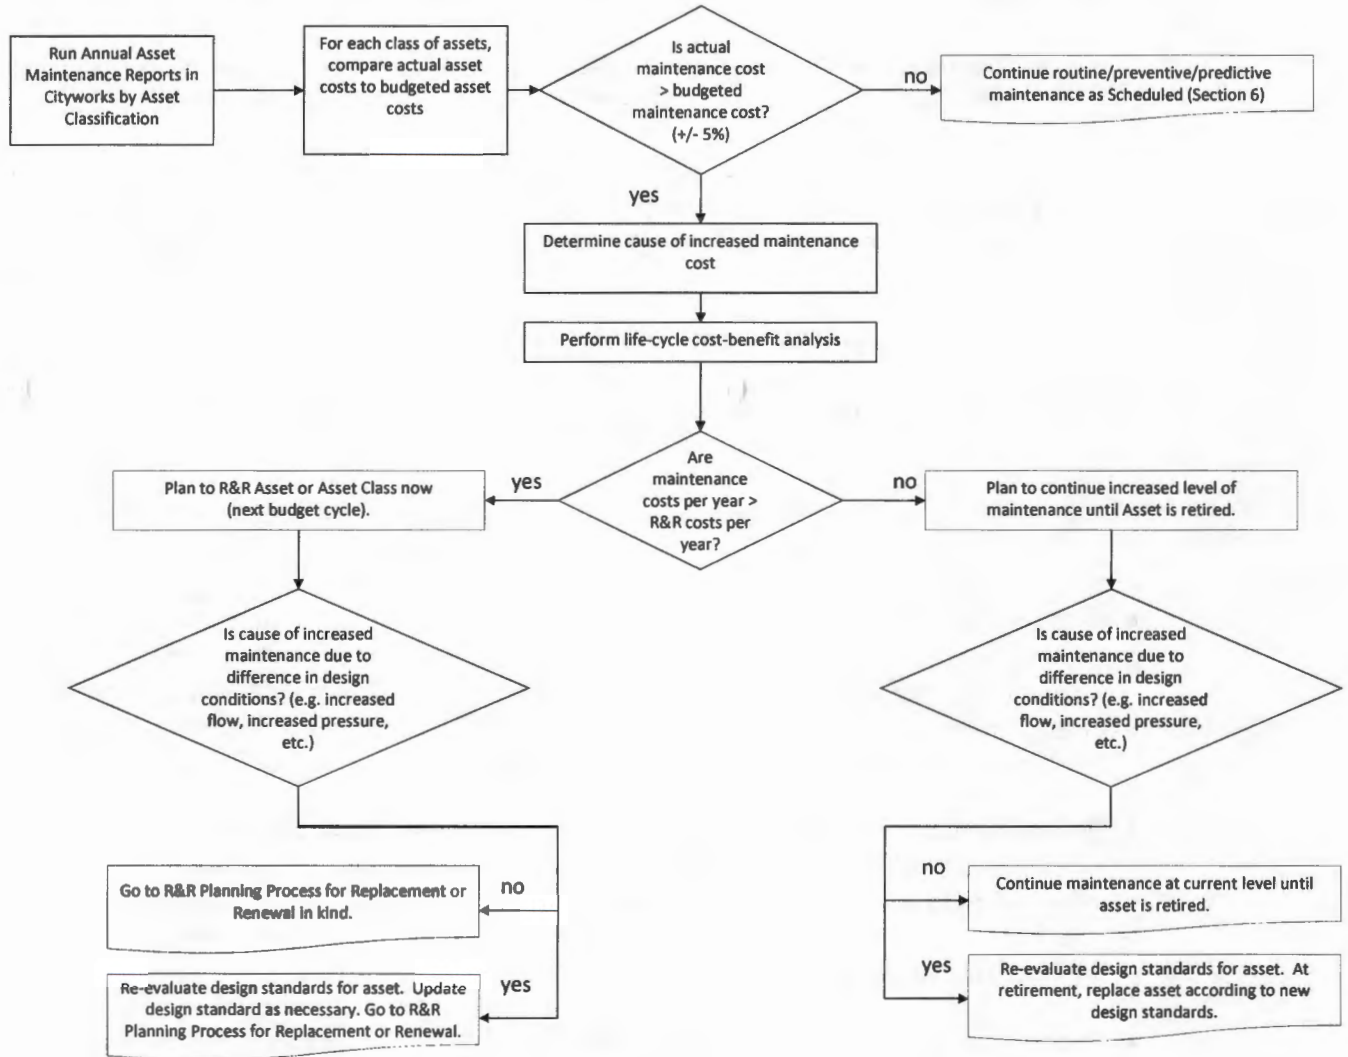 Run Annual Asset
Maintenance Reports in
Cityworks by Asset
Classification
For each class of assets,
compare actual asset
costs to budgeted asset
costs
Is actual
maintenance cost
> budgeted
maintenance cost?
(+/- 5%)
no
Continue routine/preventive/predictive
maintenance as Scheduled (Section 6)
yes
Determine cause of increased maintenance
cost
Perform life-cycle cost-benefit analysis
Are
maintenance
costs per year >
R&R costs per
year?
yes
Plan to R&R Asset or Asset Class now
(next budget cycle).
no
Plan to continue increased level of
maintenance until Asset is retired.
Is cause of increased
maintenance due to
difference in design
conditions? (e.g. increased
flow, increased pressure,
etc.)
Is cause of increased
maintenance due to
difference in design
conditions? (e.g. increased
flow, increased pressure,
etc.)
Go to R&R Planning Process for Replacement or
Renewal in kind.
no
Re-evaluate design standards for asset. Update
design standard as necessary. Go to R&R
Planning Process for Replacement or Renewal.
yes
no
Continue maintenance at current level until
asset is retired.
yes
Re-evaluate design standards for asset. At
retirement, replace asset according to new
design standards.